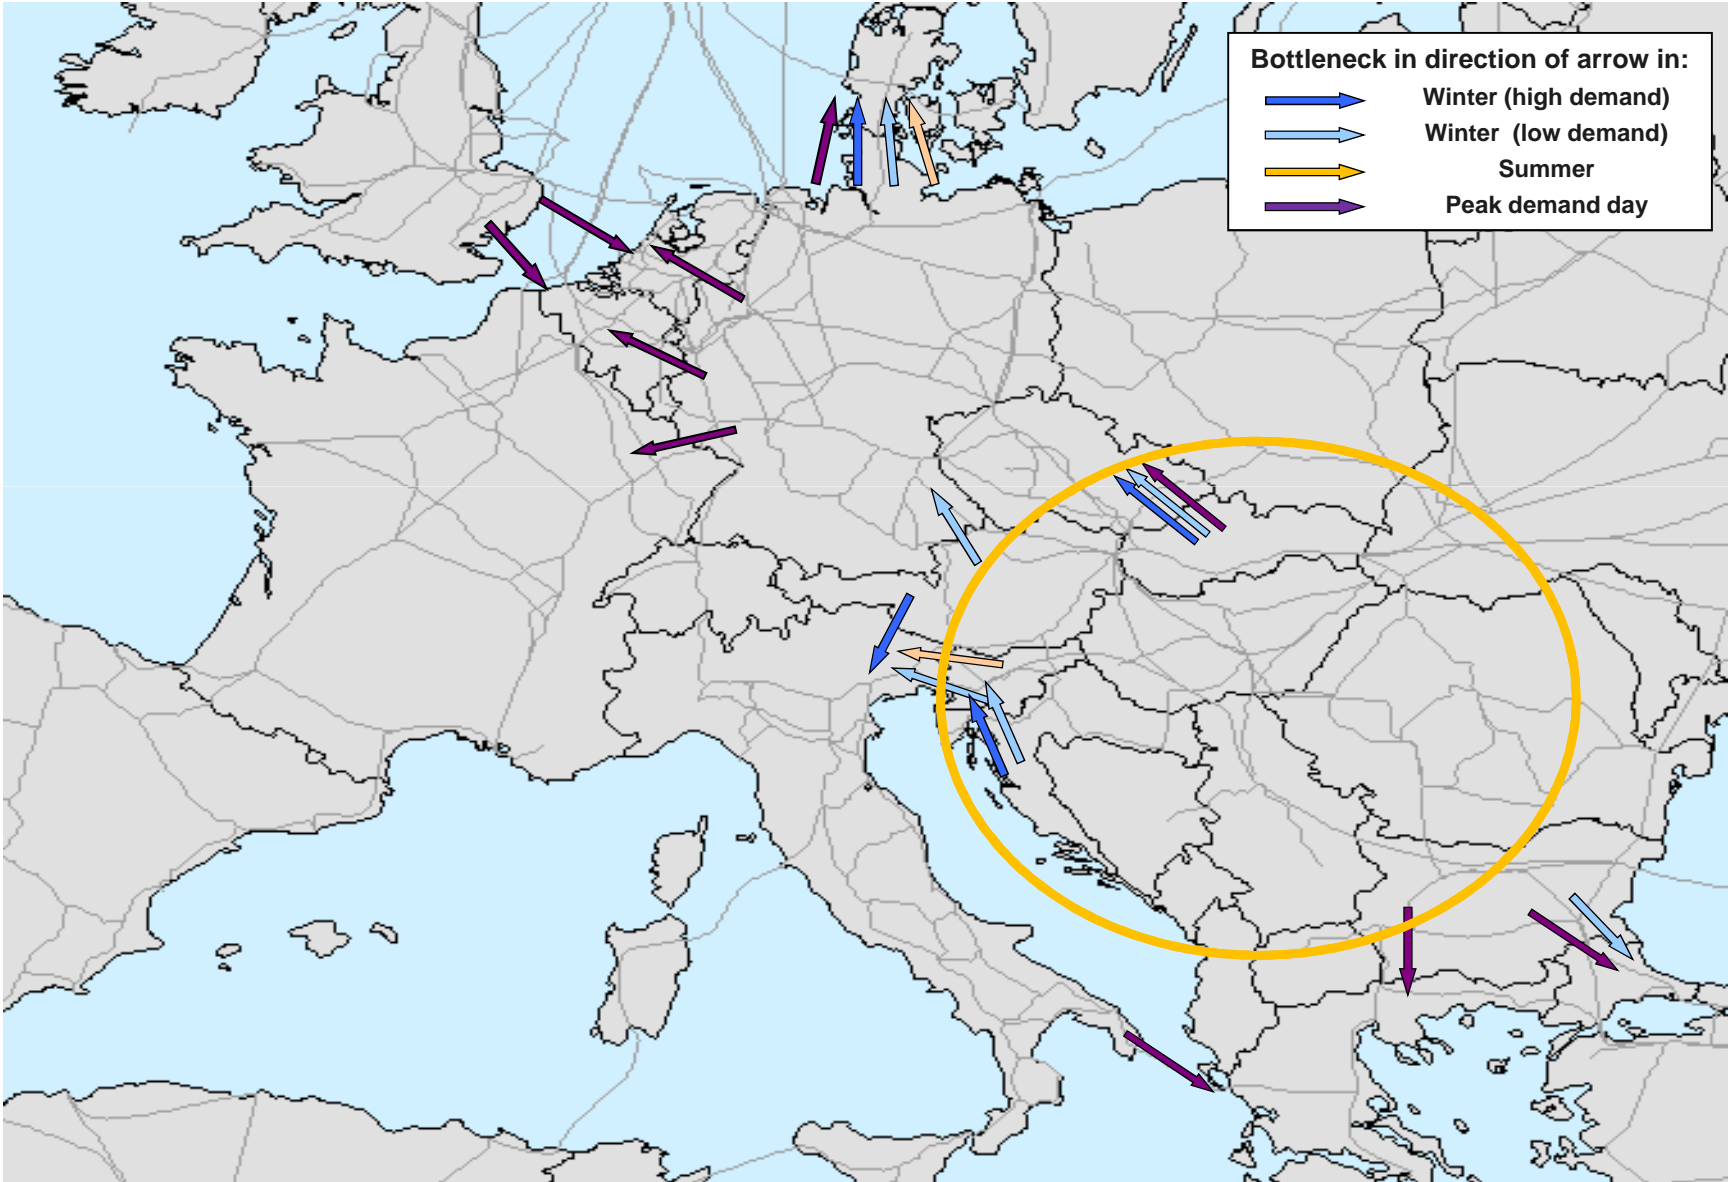 Bottleneck in direction of arrow in:
Winter (high demand)
Winter (low demand)
Summer
Peak demand day